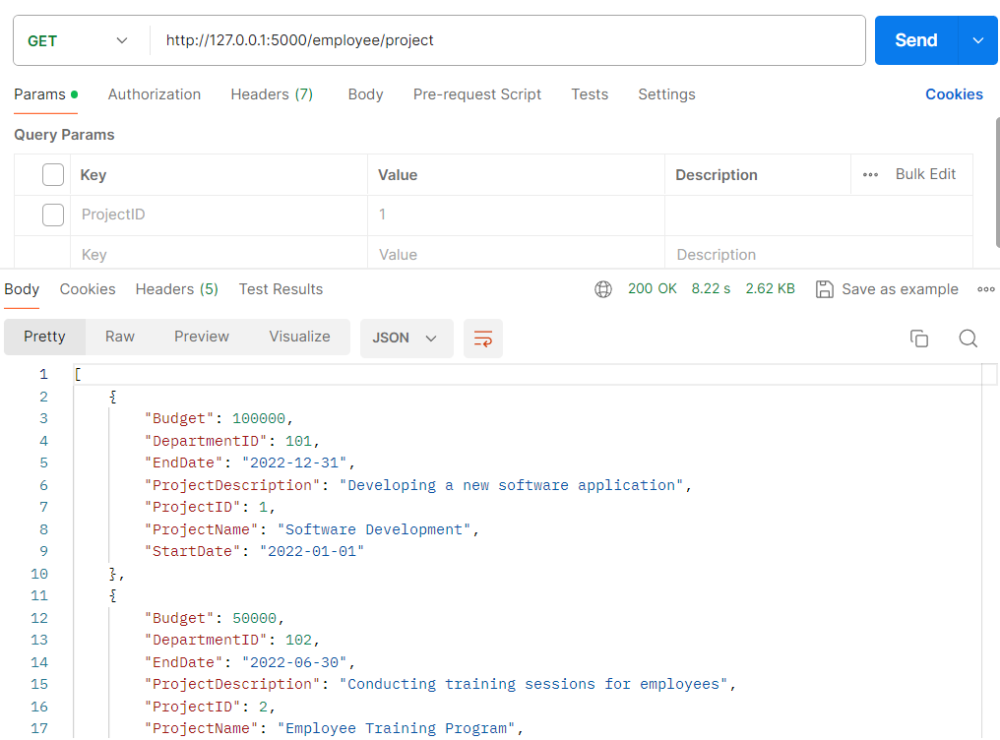 GET http://127.0.0.1:5000/employee/project Send
Params Authorization Headers (7) Body Pre-request Script Tests Settings Cookies
Query Params
Key Value Description ••• Bulk Edit
ProjectID 1
Key Value Description
Body Cookies Headers (5) Test Results 200 OK 8.22 s 2.62 KB Save as example
Pretty Raw Preview Visualize JSON
1 [
2 {
3 "Budget": 100000,
4 "DepartmentID": 101,
5 "EndDate": "2022-12-31",
6 "ProjectDescription": "Developing a new software application",
7 "ProjectID": 1,
8 "ProjectName": "Software Development",
9 "StartDate": "2022-01-01"
10 },
11 {
12 "Budget": 50000,
13 "DepartmentID": 102,
14 "EndDate": "2022-06-30",
15 "ProjectDescription": "Conducting training sessions for employees",
16 "ProjectID": 2,
17 "ProjectName": "Employee Training Program",